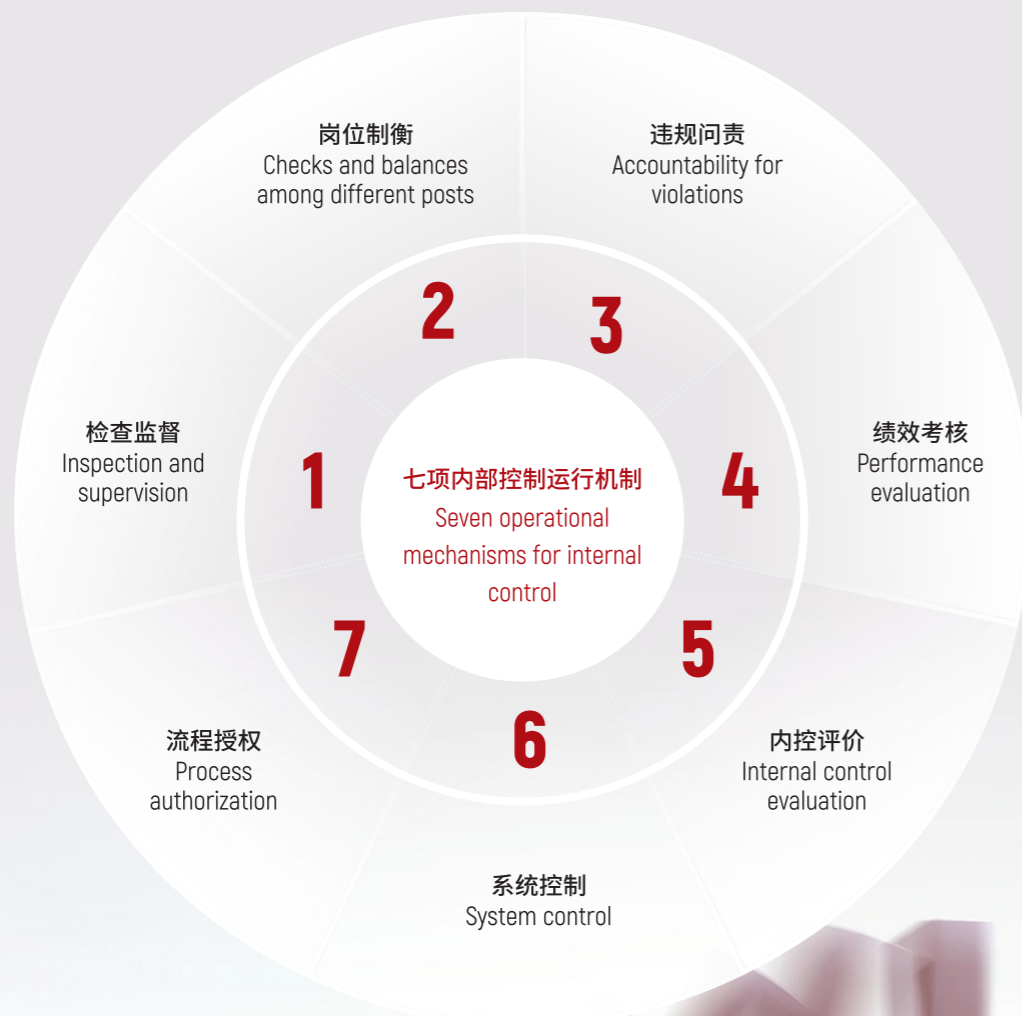 七项内部控制运行机制
Seven operational
mechanisms for internal
control
1
检查监督
Inspection and
supervision
2
岗位制衡
Checks and balances
among different posts
3
违规问责
Accountability for
violations
4
绩效考核
Performance
evaluation
5
内控评价
Internal control
evaluation
6
系统控制
System control
7
流程授权
Process
authorization